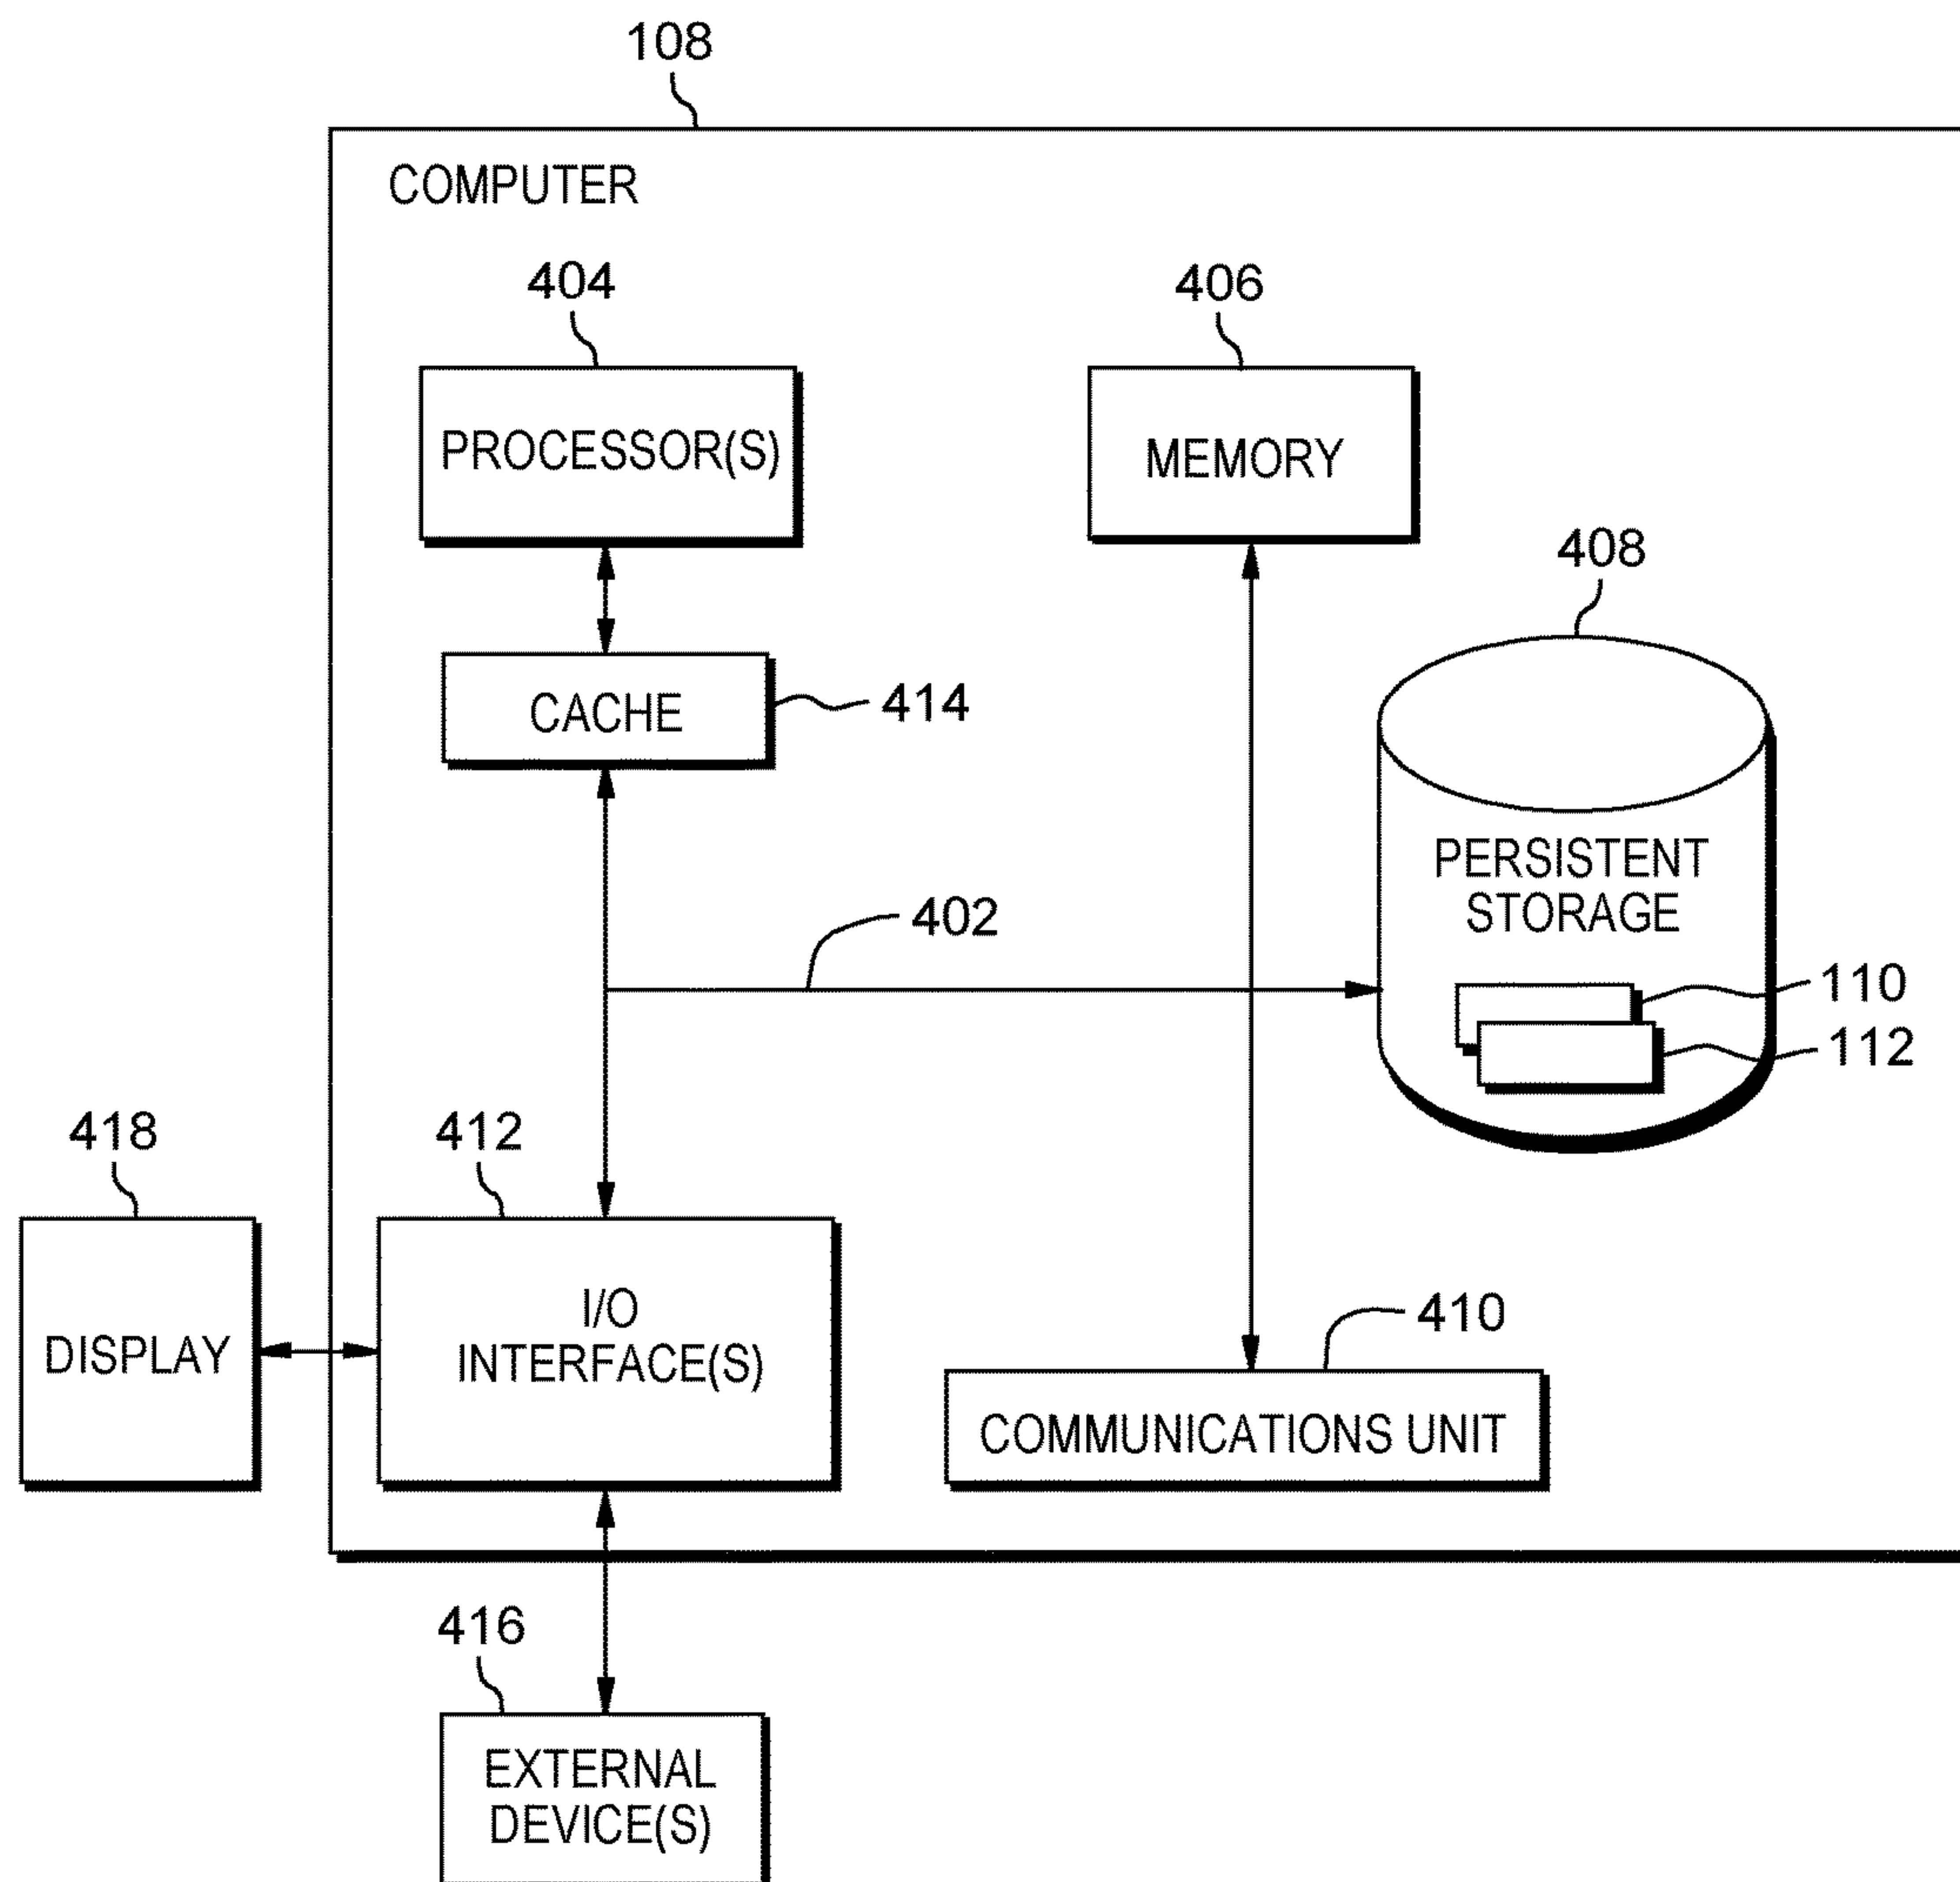 108
COMPUTER
404
406
PROCESSOR(S)
MEMORY
408
CACHE
414
PERSISTENT
STORAGE
402
110
112
418
412
I/O
INTERFACE(S)
DISPLAY
410
COMMUNICATIONS UNIT
416
EXTERNAL
DEVICE(S)